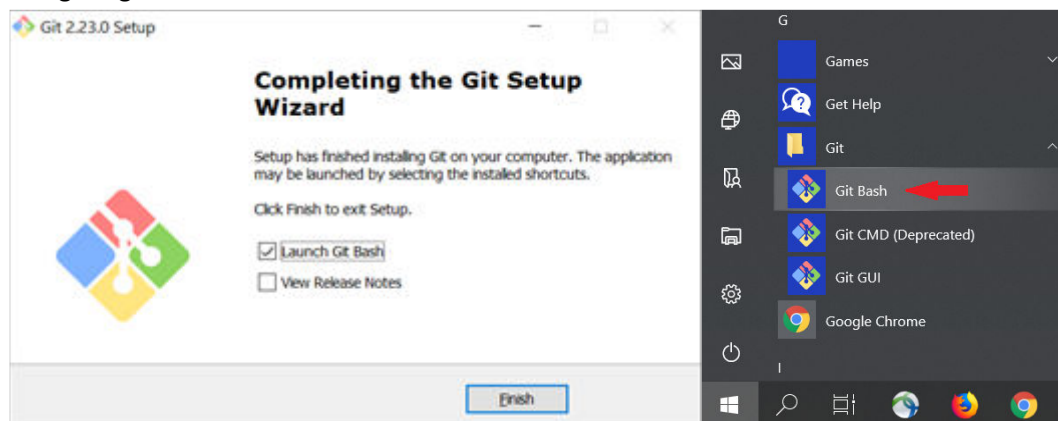 Git 2.23.0 Setup
Completing the Git Setup
Wizard
Setup has finished installing Git on your computer. The application
may be launched by selecting the installed shortcuts.
Click Finish to exit Setup.
Launch Git Bash
View Release Notes
Finish
G
Games
Get Help
Git
Git Bash
Git CMD (Deprecated)
Git GUI
Google Chrome
I